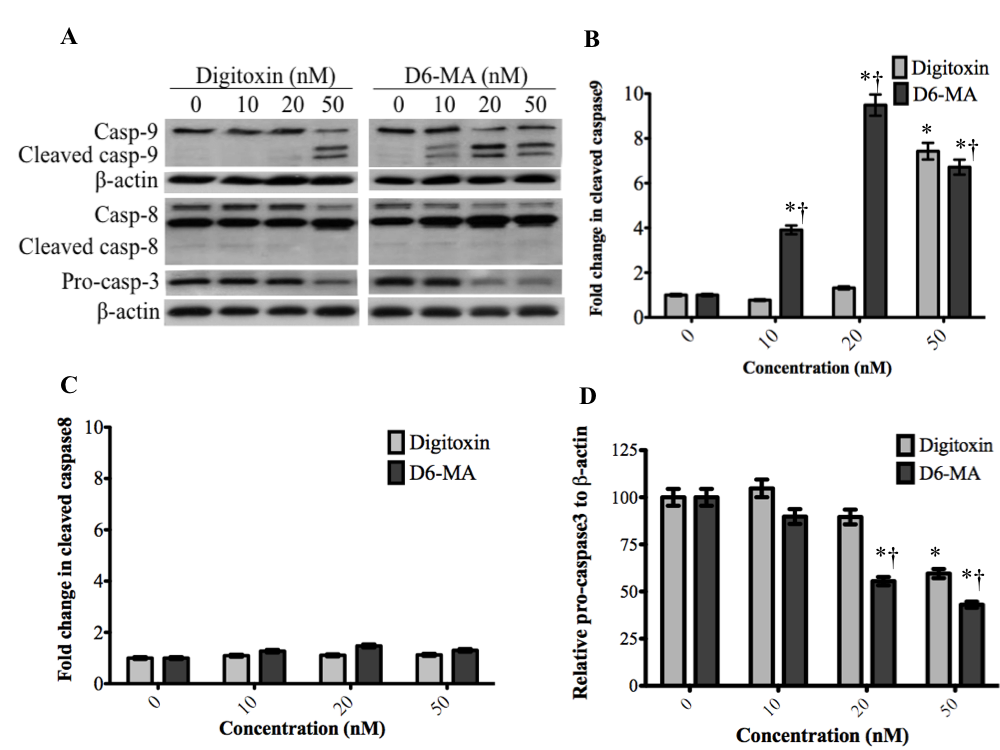 A
Digitoxin (nM) D6-MA (nM)
0 10 20 50 0 10 20 50
Casp-9
Cleaved casp-9
β-actin
Casp-8
Cleaved casp-8
Pro-casp-3
β-actin
B
Digitoxin
D6-MA
Fold change in cleaved caspase9
10
8
6
4
2
0
*†
*†
*
*†
0 10 20 50
Concentration (nM)
C
Digitoxin
D6-MA
Fold change in cleaved caspase8
10
8
6
4
2
0
0 10 20 50
Concentration (nM)
D
Digitoxin
D6-MA
Relative pro-caspase3 to β-actin
125
100
75
50
25
0
*†
*
*†
0 10 20 50
Concentration (nM)